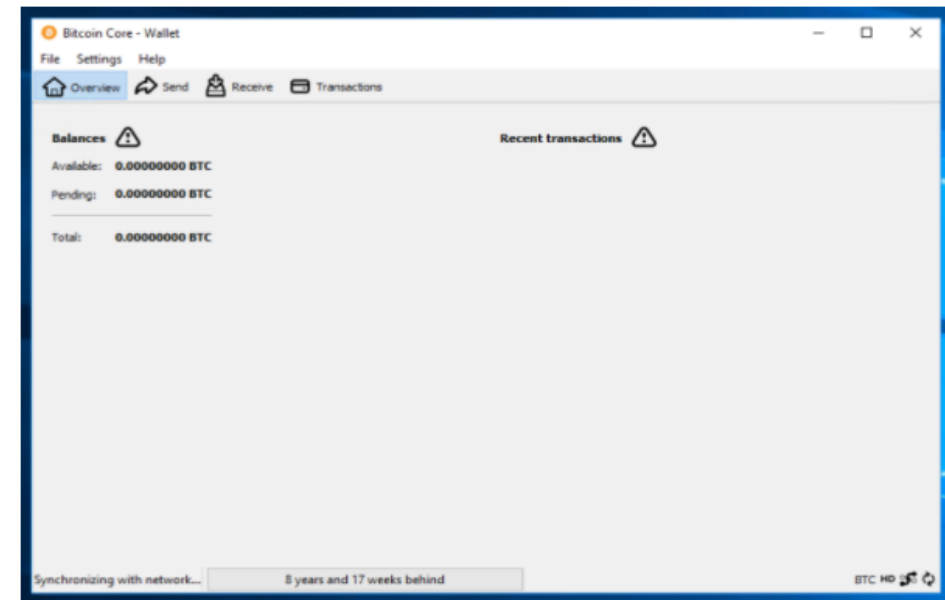 Bitcoin Core - Wallet
File Settings Help
Overview Send Receive Transactions
Balances Recent transactions
Available: 0.00000000 BTC
Pending: 0.00000000 BTC
Total: 0.00000000 BTC
Synchronizing with network... 8 years and 17 weeks behind BTC HD